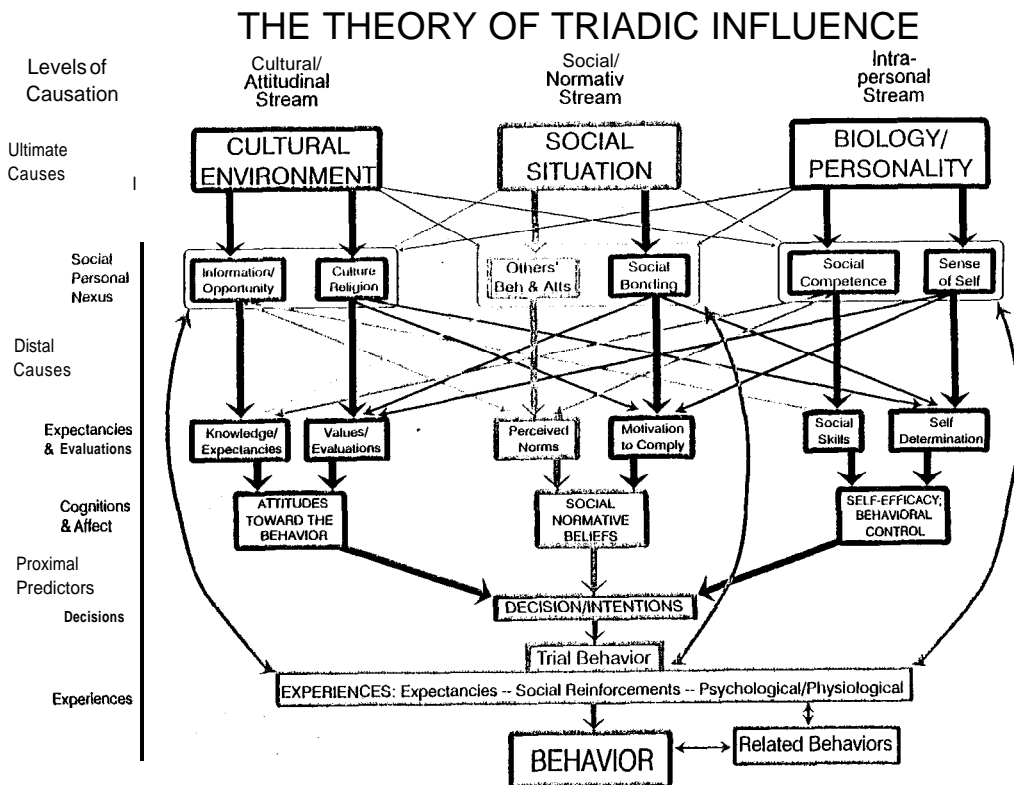 THE THEORY OF TRIADIC INFLUENCE
Levels of
Causation
Cultural/
Attitudinal
Stream
Social/
Normativ
Stream
Intra-
personal
Stream
Ultimate
Causes
CULTURAL
ENVIRONMENT
SOCIAL
SITUATION
BIOLOGY/
PERSONALITY
Social
Personal
Nexus
Information/
Opportunity
Culture
Religion
Others'
Beh & Atts
Social
Bonding
Social
Competence
Sense
of Self
Distal
Causes
Expectancies
& Evaluations
Knowledge/
Expectancies
Values/
Evaluations
Perceived
Norms
Motivation
to Comply
Social
Skills
Self
Determination
Cognitions
& Affect
ATTITUDES
TOWARD THE
BEHAVIOR
SOCIAL
NORMATIVE
BELIEFS
SELF-EFFICACY;
BEHAVIORAL
CONTROL
Proximal
Predictors
Decisions
DECISION/INTENTIONS
Trial Behavior
Experiences
EXPERIENCES: Expectancies -- Social Reinforcements -- Psychological/Physiological
BEHAVIOR
Related Behaviors